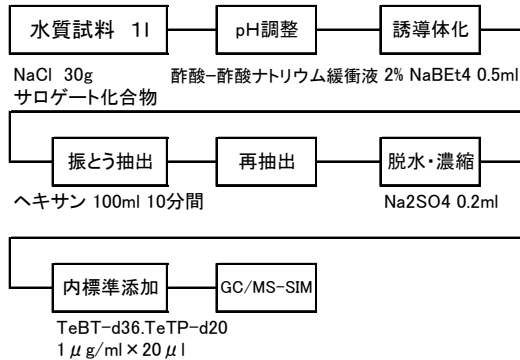 水質試料 1l
pH調整
誘導体化
NaCl 30g
サロゲート化合物
酢酸-酢酸ナトリウム緩衝液
2% NaBEt4 0.5ml
振とう抽出
再抽出
脱水・濃縮
ヘキサン 100ml 10分間
Na2SO4 0.2ml
内標準添加
GC/MS-SIM
TeBT-d36.TeTP-d20
1μg/ml×20μl